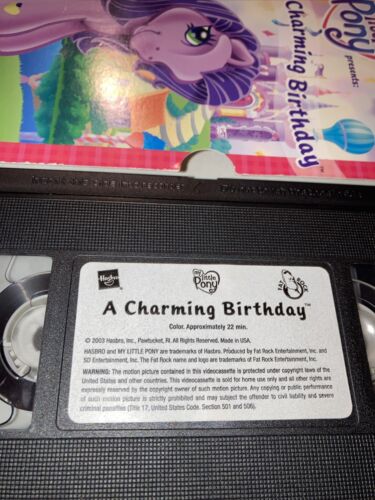 Pony
presents:
Charming Birthday™
Hasbro
my little Pony
FAT ROCK
A Charming Birthday™
Color. Approximately 22 min.
© 2003 Hasbro, Inc., Pawtucket, RI. All Rights Reserved. Made in USA.
HASBRO and MY LITTLE PONY are trademarks of Hasbro. Produced by Fat Rock Entertainment, Inc. and
SD Entertainment, Inc. The Fat Rock name and logo are trademarks of Fat Rock Entertainment, Inc.
WARNING: The motion picture contained in this videocassette is protected under copyright laws of the
United States and other countries. This videocassette is sold for home use only and all other rights are
expressly reserved by the copyright owner of such motion picture. Any copying or public performance
of such motion picture is strictly prohibited and may subject the offender to civil liability and severe
criminal penalties (Title 17, United States Code, Section 501 and 506).